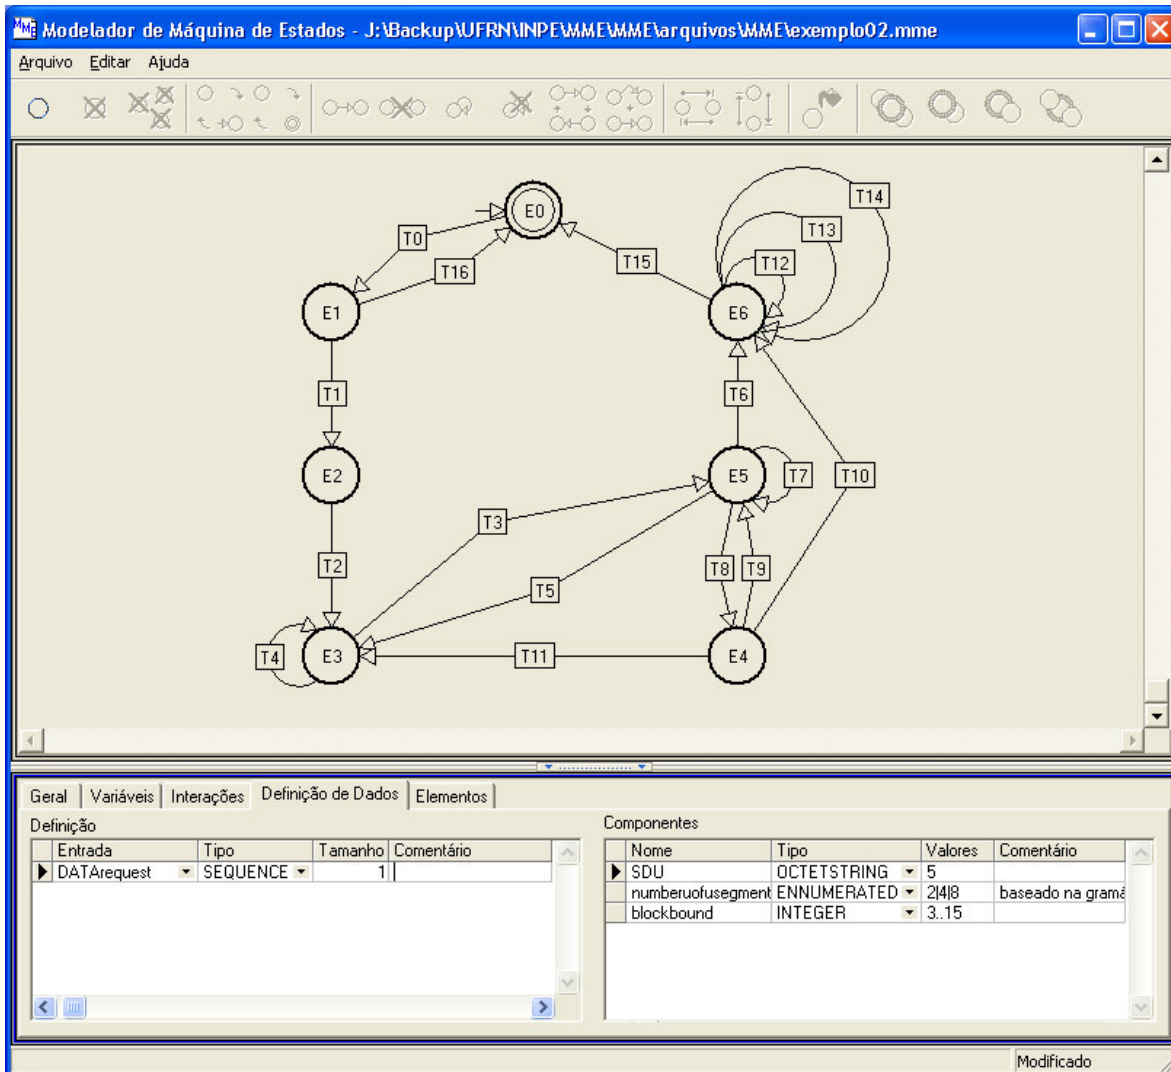 Modelador de Máquina de Estados - J:\Backup\UFRN\INPE\MME\MME\arquivos\MME\exemplo02.mme
Arquivo Editar Ajuda
E0
T14
T13
T0
T16
T15
T12
E1
E6
T1
T6
E2
E5
T7
T10
T3
T2
T8
T9
T5
T4
E3
T11
E4
Geral Variáveis Interações Definição de Dados Elementos
Definição
Componentes
Entrada Tipo Tamanho Comentário
DATArequest SEQUENCE 1
Nome Tipo Valores Comentário
SDU OCTETSTRING 5
numberuofusegment ENNUMERATED 2|4|8 baseado na gramá
blockbound INTEGER 3..15
Modificado